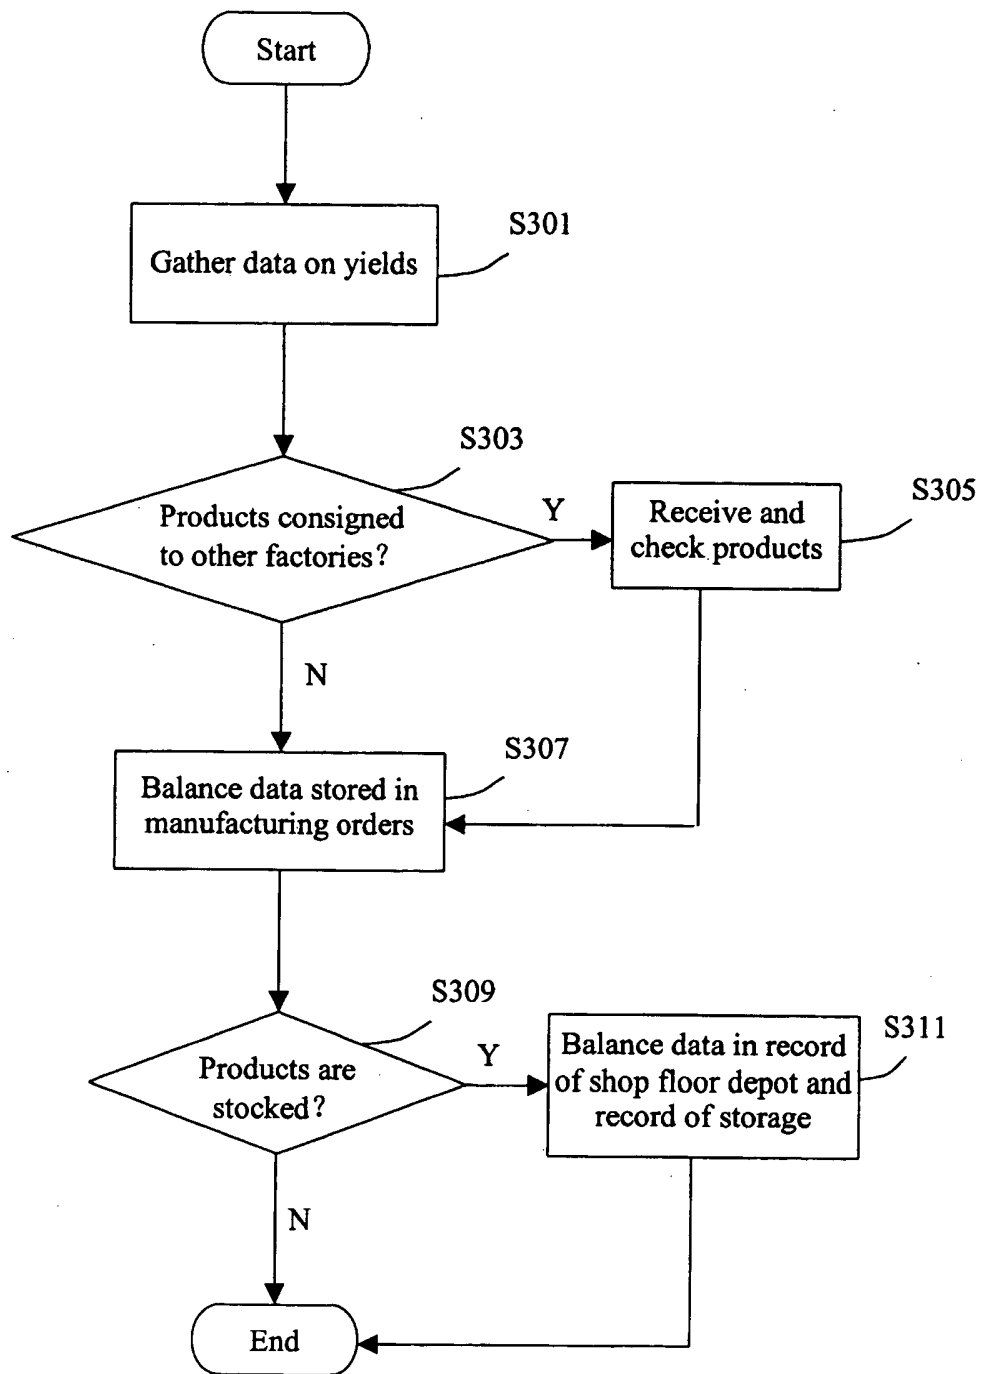 Start
S301
Gather data on yields
S303
Products consigned
to other factories?
Y
S305
Receive and
check products
N
S307
Balance data stored in
manufacturing orders
S309
Products are
stocked?
Y
S311
Balance data in record
of shop floor depot and
record of storage
N
End